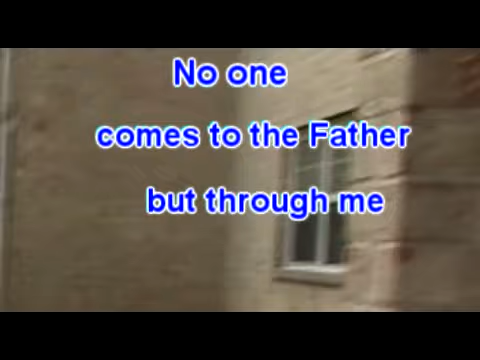 No one
comes to the Father
but through me